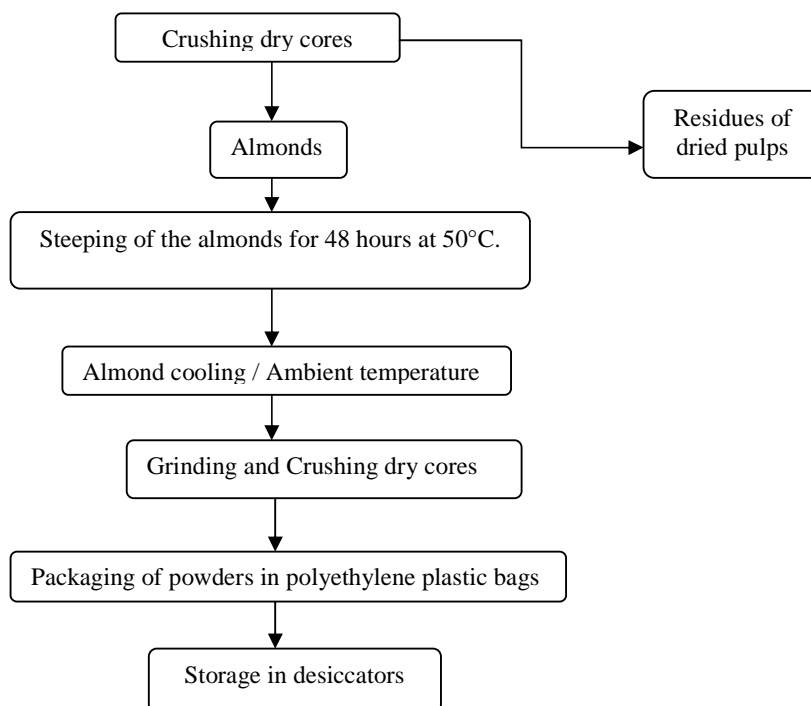 Crushing dry cores
Residues of
dried pulps
Almonds
Steeping of the almonds for 48 hours at 50°C.
Almond cooling / Ambient temperature
Grinding and Crushing dry cores
Packaging of powders in polyethylene plastic bags
Storage in desiccators